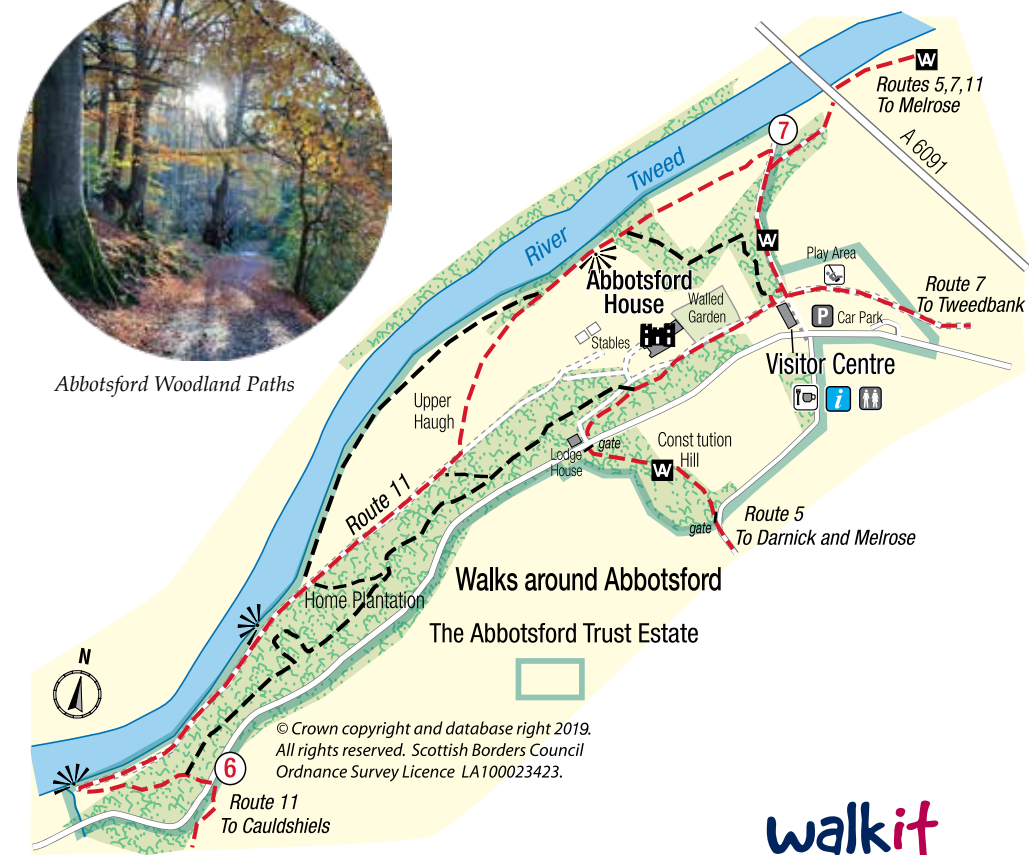 Abbotsford Woodland Paths
W
Routes 5,7,11
To Melrose
A 6091
7
River Tweed
W
Play Area
Route 7
To Tweedbank
Abbotsford
House
Walled
Garden
P Car Park
Stables
Visitor Centre
i
Upper
Haugh
gate
Lodge
House
Const tution
Hill
W
Route 11
Route 5
To Darnick and Melrose
gate
Walks around Abbotsford
Home Plantation
The Abbotsford Trust Estate
N
© Crown copyright and database right 2019.
All rights reserved. Scottish Borders Council
Ordnance Survey Licence LA100023423.
6
Route 11
To Cauldshiels
walkit